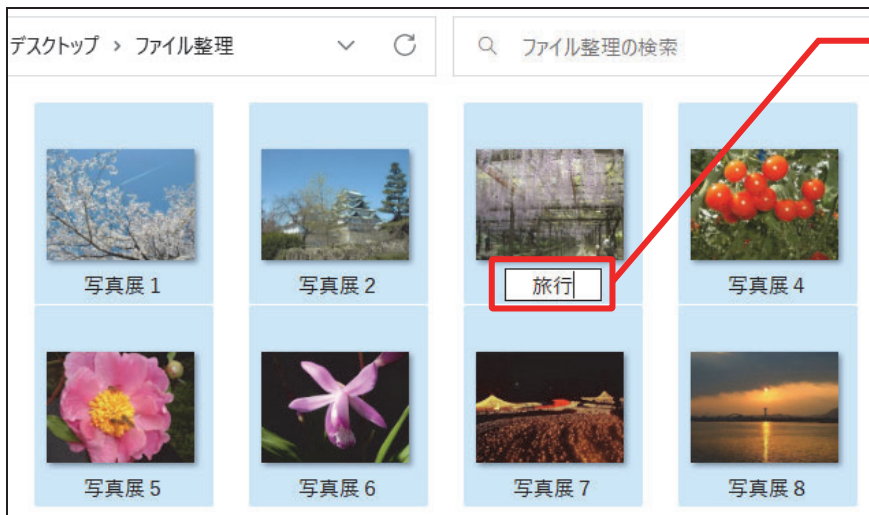 デスクトップ > ファイル整理
ファイル整理の検索
写真展 1
写真展 2
旅行
写真展 4
写真展 5
写真展 6
写真展 7
写真展 8